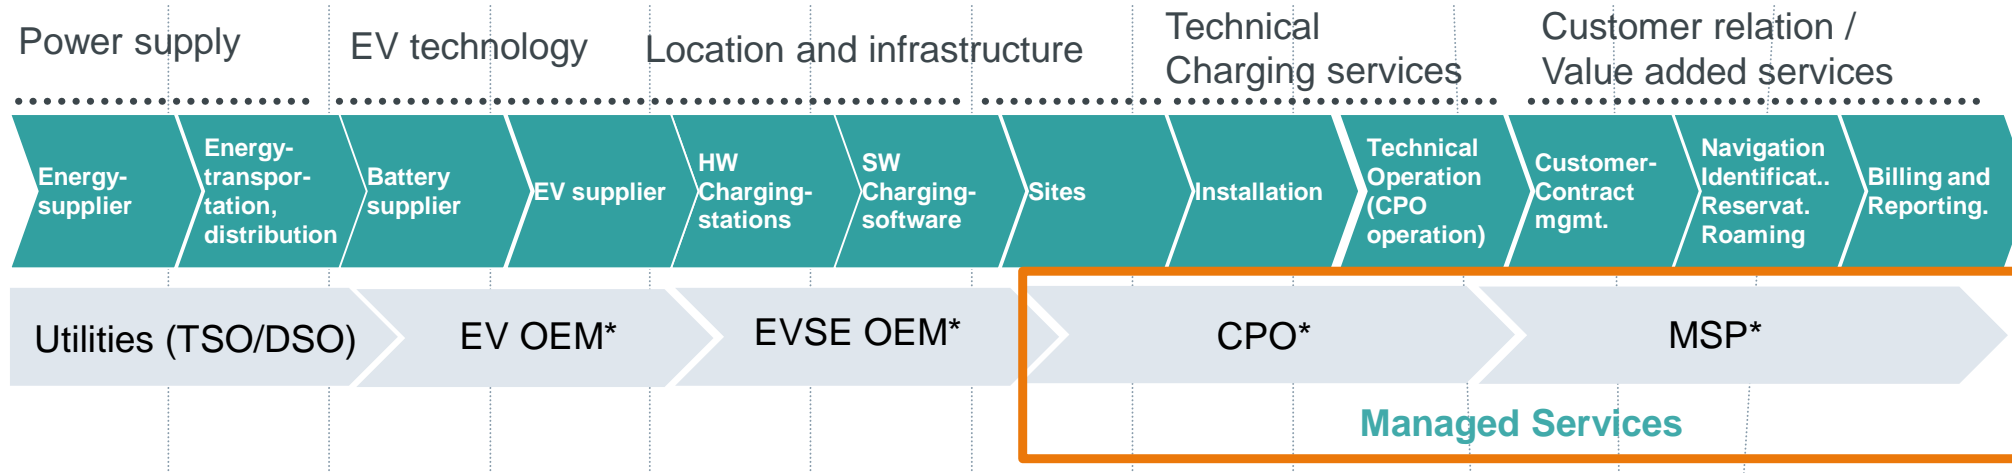 Power supply
EV technology
Location and infrastructure
Technical
Charging services
Customer relation /
Value added services
Energy-
supplier
Energy-
transpor-
tation,
distribution
Battery
supplier
EV supplier
HW
Charging-
stations
SW
Charging-
software
Sites
Installation
Technical
Operation
(CPO
operation)
Customer-
Contract
mgmt.
Navigation
Identificat..
Reservat.
Roaming
Billing and
Reporting.
Utilities (TSO/DSO)
EV OEM*
EVSE OEM*
CPO*
MSP*
Managed Services